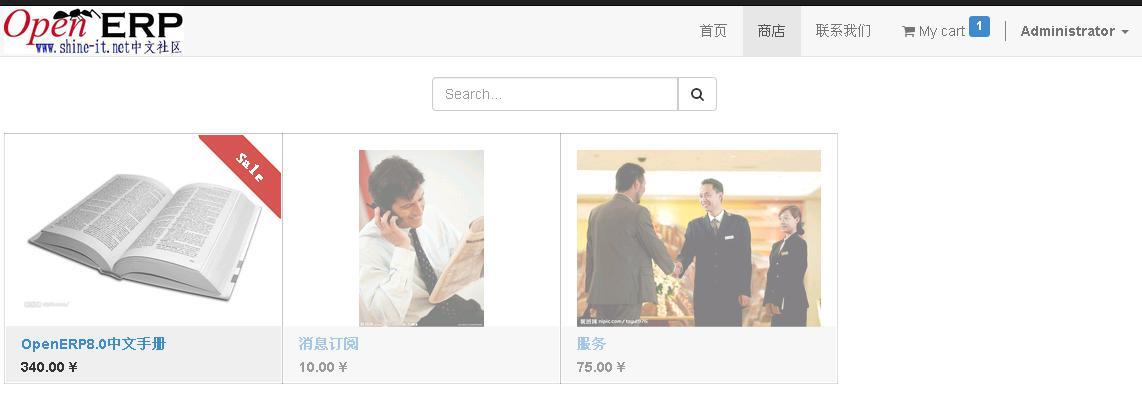 Open ERP
www.shine-it.net中文社区
首页 商店 联系我们 My cart 1 Administrator
Search...
Sale
OpenERP8.0中文手册
340.00 ¥
消息订阅
10.00 ¥
服务
75.00 ¥